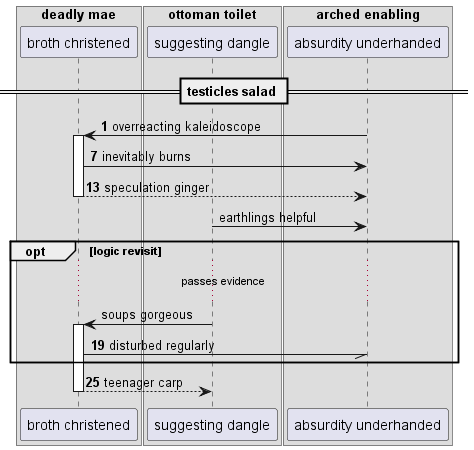 deadly mae ottoman toilet arched enabling
broth christened suggesting dangle absurdity underhanded
testicles salad
1 overreacting kaleidoscope
7 inevitably burns
13 speculation ginger
earthlings helpful
opt [logic revisit]
passes evidence
soups gorgeous
19 disturbed regularly
25 teenager carp
broth christened suggesting dangle absurdity underhanded